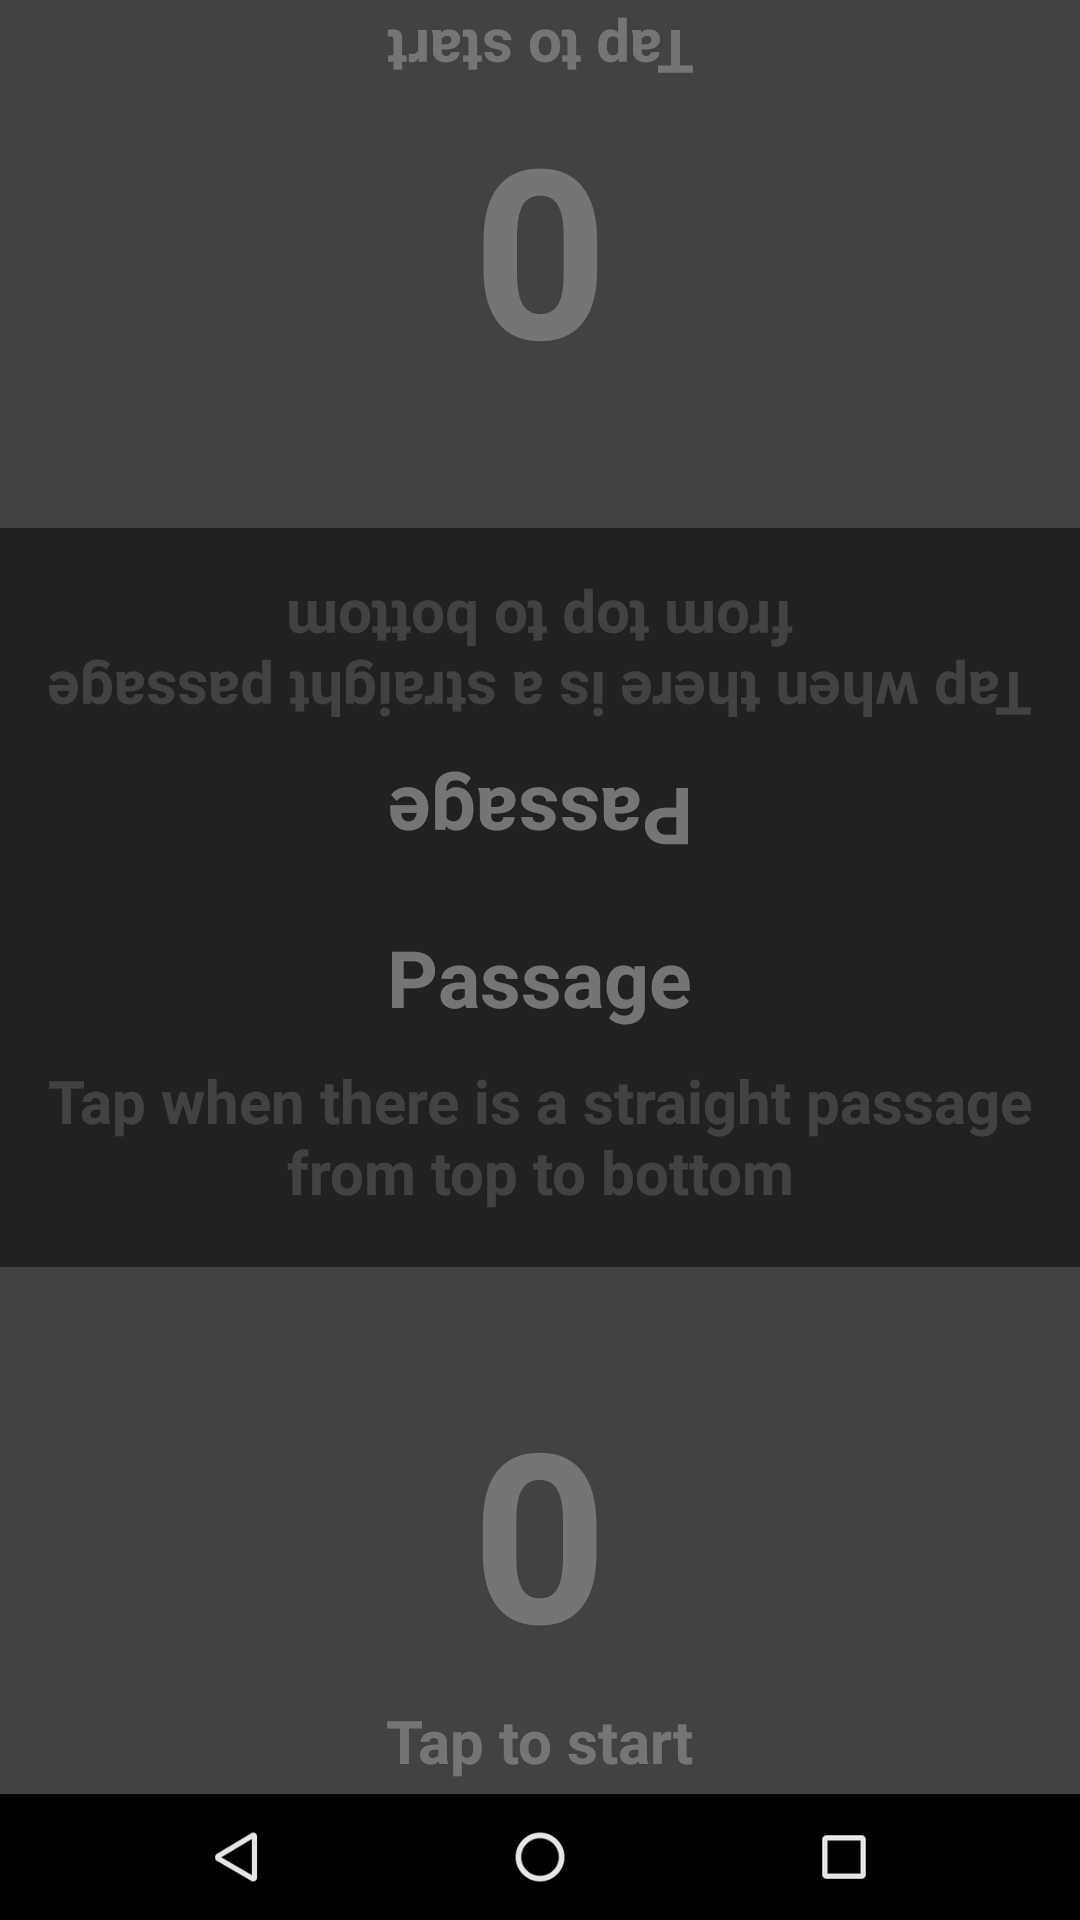 Tap to start
0
Tap when there is a straight passage
from top to bottom
Passage
Passage
Tap when there is a straight passage
from top to bottom
0
Tap to start